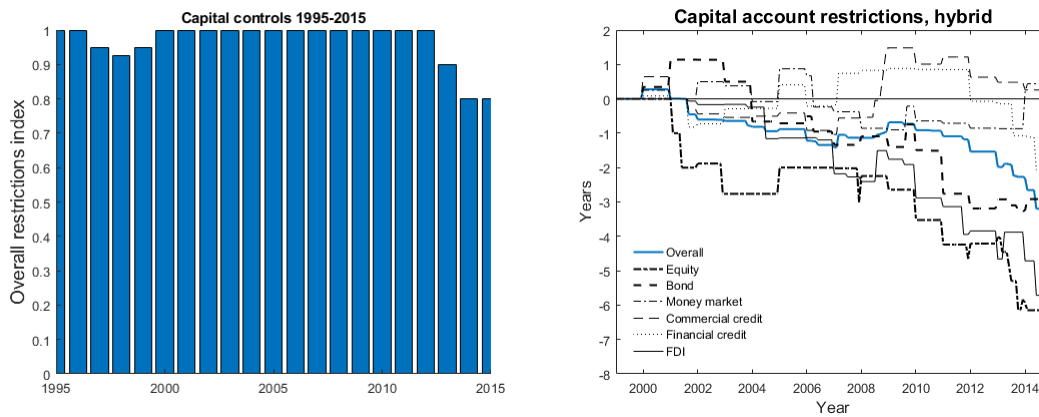 Capital controls 1995-2015
Overall restrictions index
1
0.9
0.8
0.7
0.6
0.5
0.4
0.3
0.2
0.1
0
1995 2000 2005 2010 2015
Capital account restrictions, hybrid
Years
2
1
0
-1
-2
-3
-4
-5
-6
-7
-8
Overall
Equity
Bond
Money market
Commercial credit
Financial credit
FDI
2000 2002 2004 2006 2008 2010 2012 2014
Year